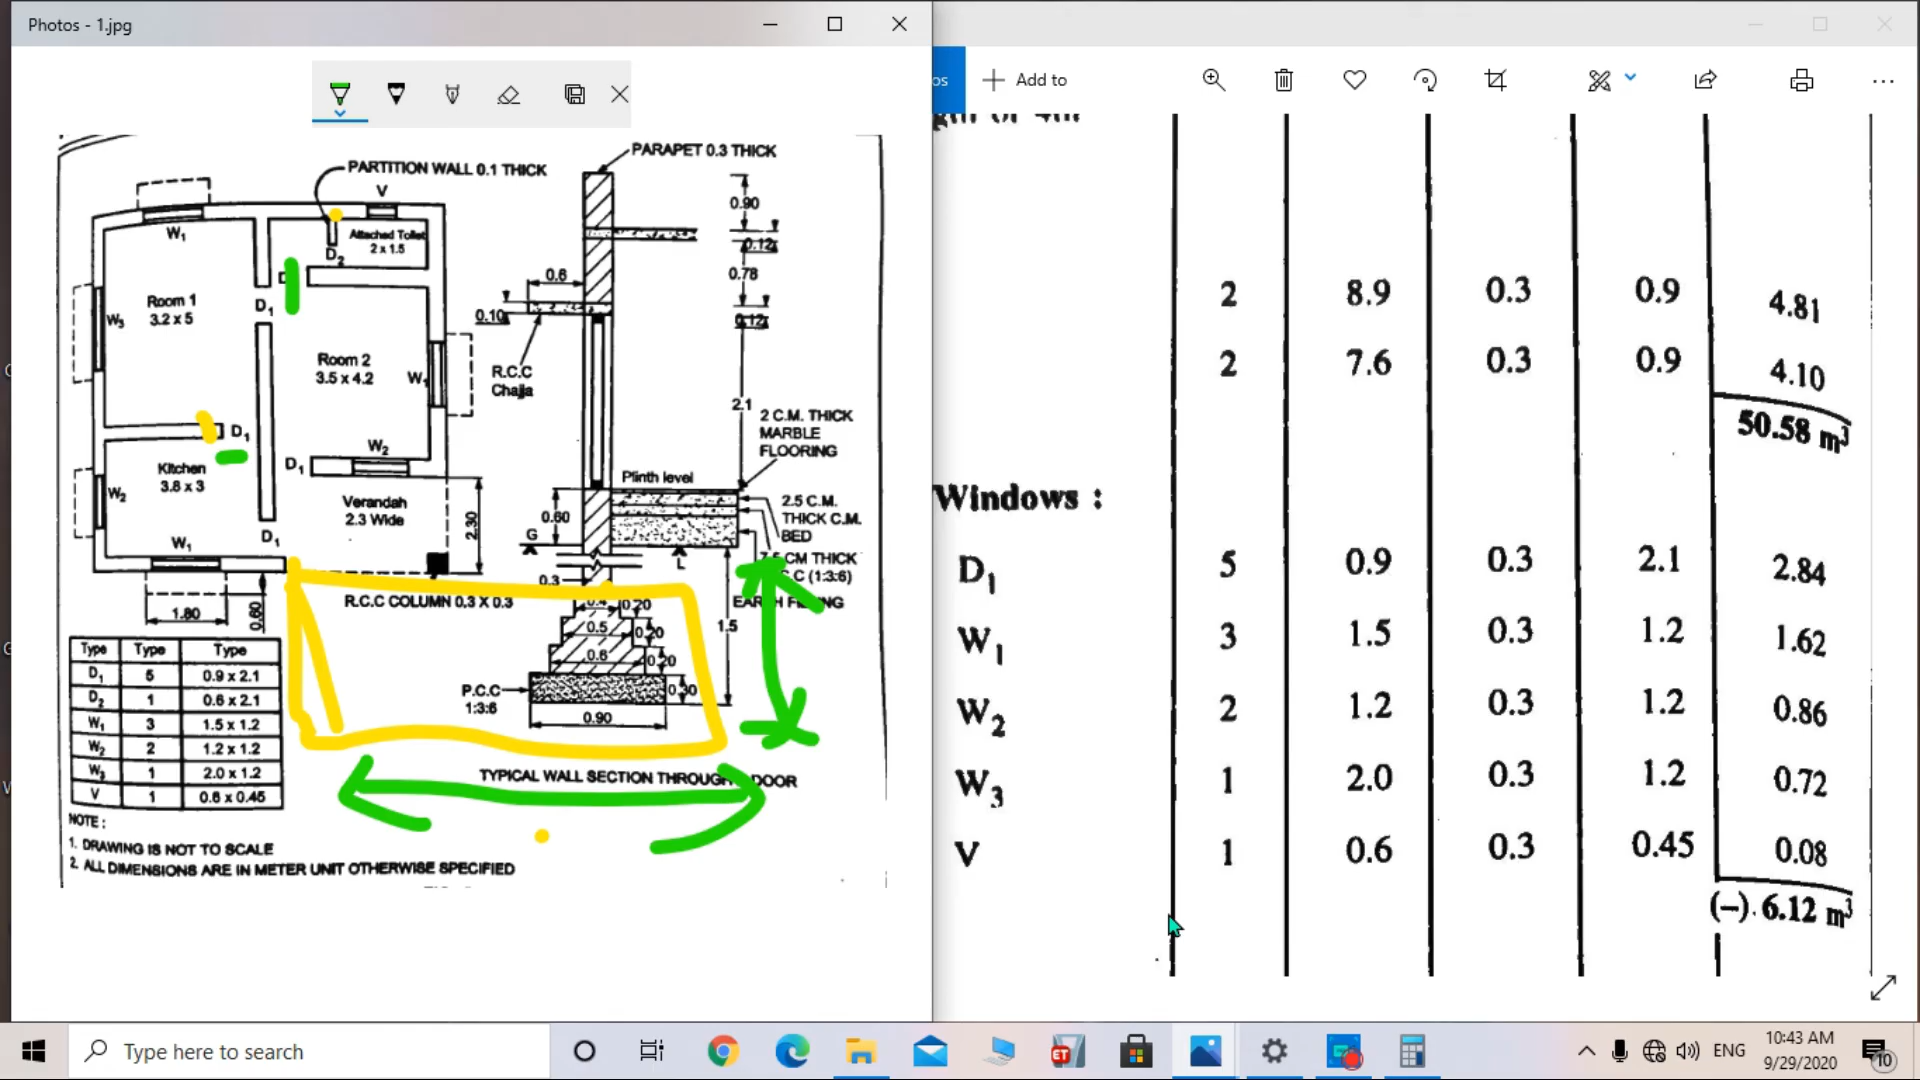 Photos - 1.jpg
Add to
PARTITION WALL 0.1 THICK
PARAPET 0.3 THICK
V
W1
Attached Toilet
2 x 1.5
D2
0.90
0.12
0.78
0.6
0.10
0.12
Room 1
3.2 x 5
D1
W3
Room 2
3.5 x 4.2
W1
R.C.C
Chajja
2.1
2 C.M. THICK
MARBLE
FLOORING
D1
W2
Kitchen
3.8 x 3
D1
W2
Verandah
2.3 Wide
2.30
Plinth level
0.60
2.5 C.M.
THICK C.M.
BED
G
L
W1
D1
CM THICK
C (1:3:6)
0.3
R.C.C COLUMN 0.3 X 0.3
1.80
0.60
0.20
1.5
0.5
0.20
0.6
0.20
P.C.C
1:3:6
0.30
0.90
Type Type Type
D1 5 0.9 x 2.1
D2 1 0.6 x 2.1
W1 3 1.5 x 1.2
W2 2 1.2 x 1.2
W3 1 2.0 x 1.2
V 1 0.6 x 0.45
TYPICAL WALL SECTION THROUGH DOOR
NOTE :
1. DRAWING IS NOT TO SCALE
2. ALL DIMENSIONS ARE IN METER UNIT OTHERWISE SPECIFIED
2 8.9 0.3 0.9 4.81
2 7.6 0.3 0.9 4.10
50.58 m³
Windows :
D1 5 0.9 0.3 2.1 2.84
W1 3 1.5 0.3 1.2 1.62
W2 2 1.2 0.3 1.2 0.86
W3 1 2.0 0.3 1.2 0.72
V 1 0.6 0.3 0.45 0.08
(–). 6.12 m³
Type here to search
ET
ENG
10:43 AM
9/29/2020
10